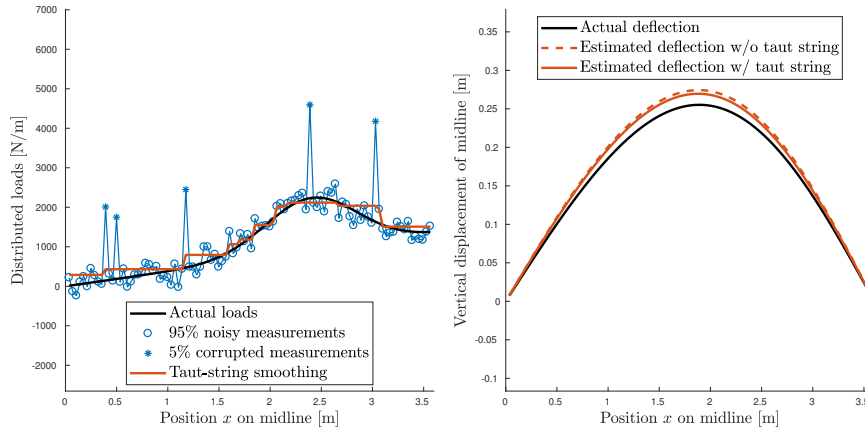 7000
6000
5000
4000
3000
2000
1000
0
-1000
-2000
Distributed loads [N/m]
Actual loads
95% noisy measurements
5% corrupted measurements
Taut-string smoothing
0 0.5 1 1.5 2 2.5 3 3.5
Position x on midline [m]
0.35
0.3
0.25
0.2
0.15
0.1
0.05
0
-0.05
-0.1
Vertical displacement of midline [m]
Actual deflection
Estimated deflection w/o taut string
Estimated deflection w/ taut string
0 0.5 1 1.5 2 2.5 3 3.5
Position x on midline [m]